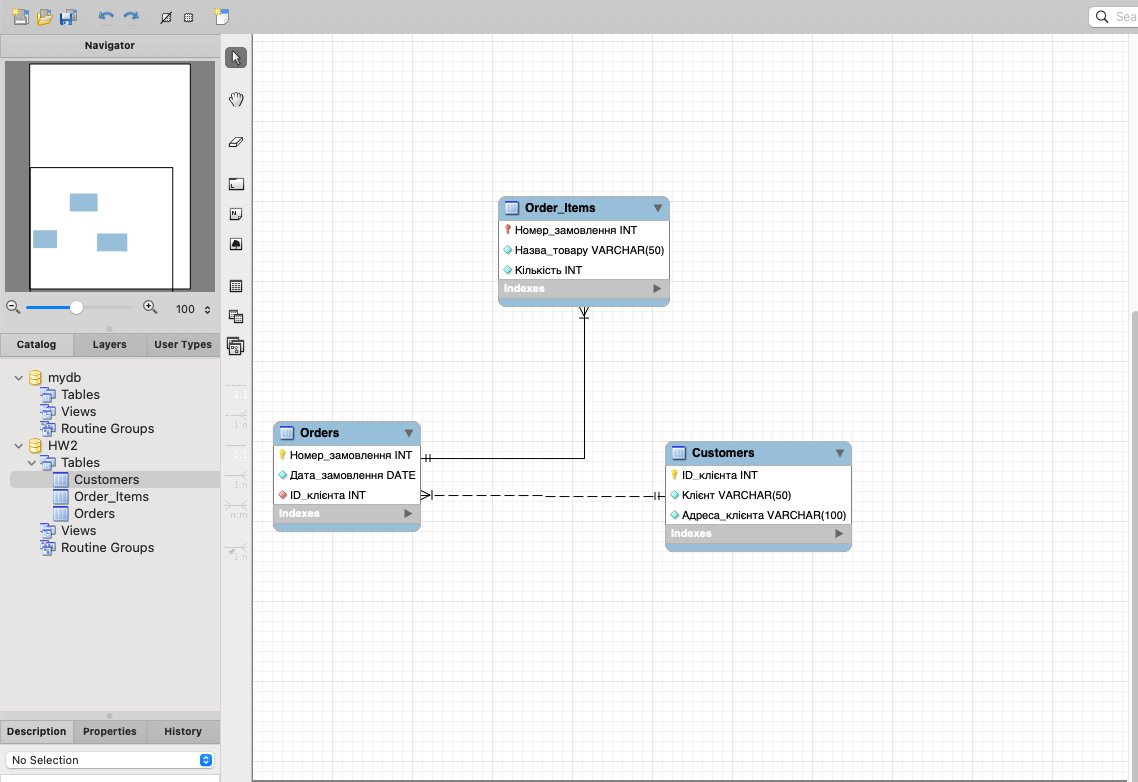 Sea
Navigator
100
Catalog
Layers
User Types
mydb
Tables
Views
Routine Groups
HW2
Tables
Customers
Order_Items
Orders
Views
Routine Groups
Description
Properties
History
No Selection
1:1
1:n
1:1
1:n
n:m
1:n
Order_Items
Номер_замовлення INT
Назва_товару VARCHAR(50)
Кількість INT
Indexes
Orders
Номер_замовлення INT
Дата_замовлення DATE
ID_клієнта INT
Indexes
Customers
ID_клієнта INT
Клієнт VARCHAR(50)
Адреса_клієнта VARCHAR(100)
Indexes